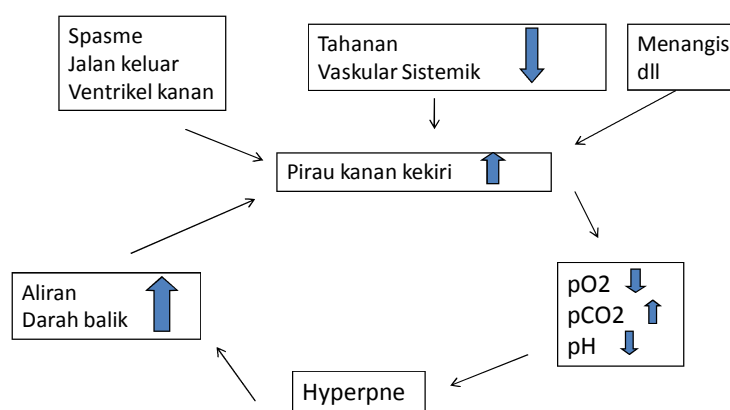 Spasme
Jalan keluar
Ventrikel kanan
Tahanan
Vaskular Sistemik
Menangis
dll
Pirau kanan kekiri
pO2
pCO2
pH
Hyperpne
Aliran
Darah balik